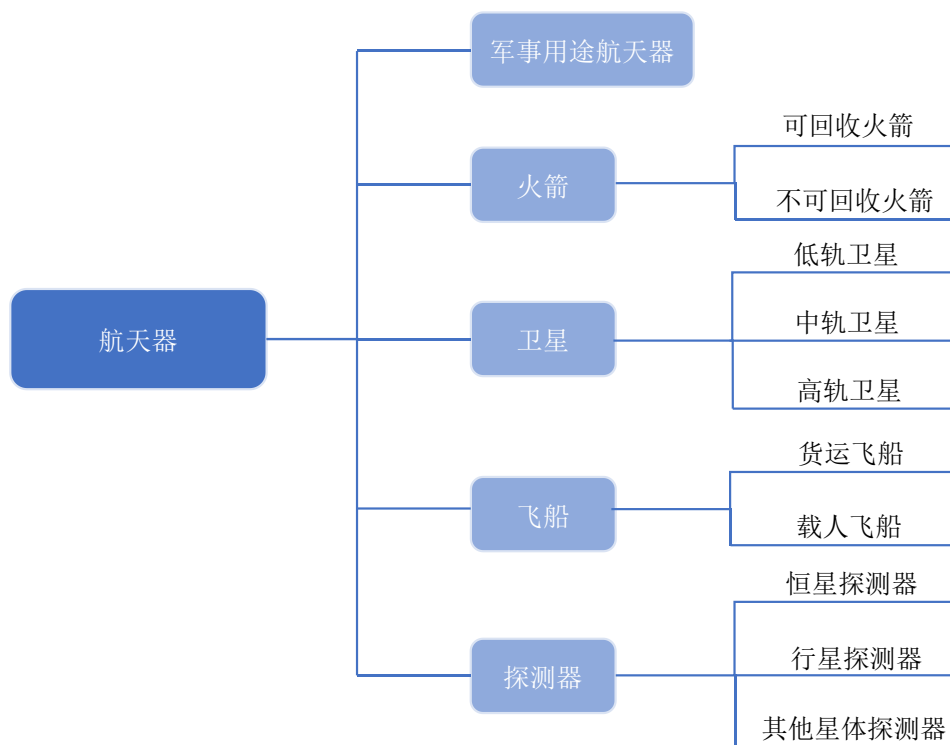 航天器
军事用途航天器
火箭
可回收火箭
不可回收火箭
卫星
低轨卫星
中轨卫星
高轨卫星
飞船
货运飞船
载人飞船
探测器
恒星探测器
行星探测器
其他星体探测器